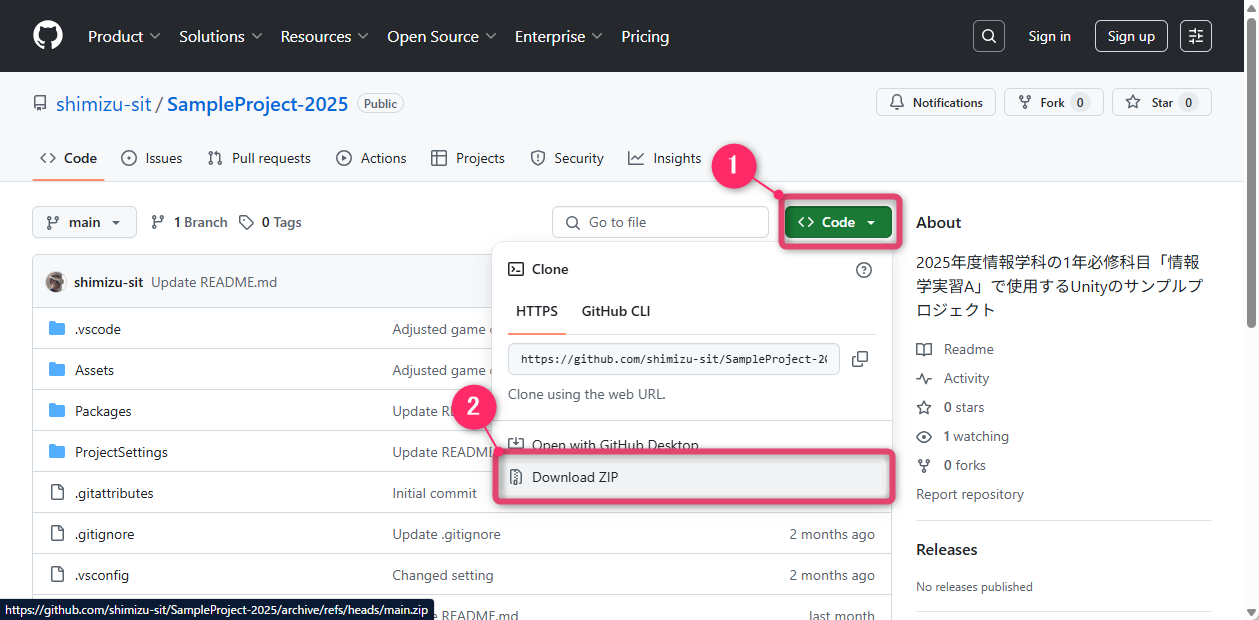 Product Solutions Resources Open Source Enterprise Pricing Sign in Sign up
shimizu-sit / SampleProject-2025 Public Notifications Fork 0 Star 0
Code Issues Pull requests Actions Projects Security Insights
1
main 1 Branch 0 Tags Go to file Code
shimizu-sit Update README.md
.vscode Adjusted game
Assets Adjusted game
Packages Update
ProjectSettings Update README
.gitattributes Initial commit
.gitignore Update .gitignore 2 months ago
.vsconfig Changed setting 2 months ago
README.md last month
Clone
HTTPS GitHub CLI
https://github.com/shimizu-sit/SampleProject-20
Clone using the web URL.
2
Open with GitHub Desktop
Download ZIP
About
2025年度情報学科の1年必修科目「情報
学実習A」で使用するUnityのサンプルプ
ロジェクト
Readme
Activity
0 stars
1 watching
0 forks
Report repository
Releases
No releases published
https://github.com/shimizu-sit/SampleProject-2025/archive/refs/heads/main.zip